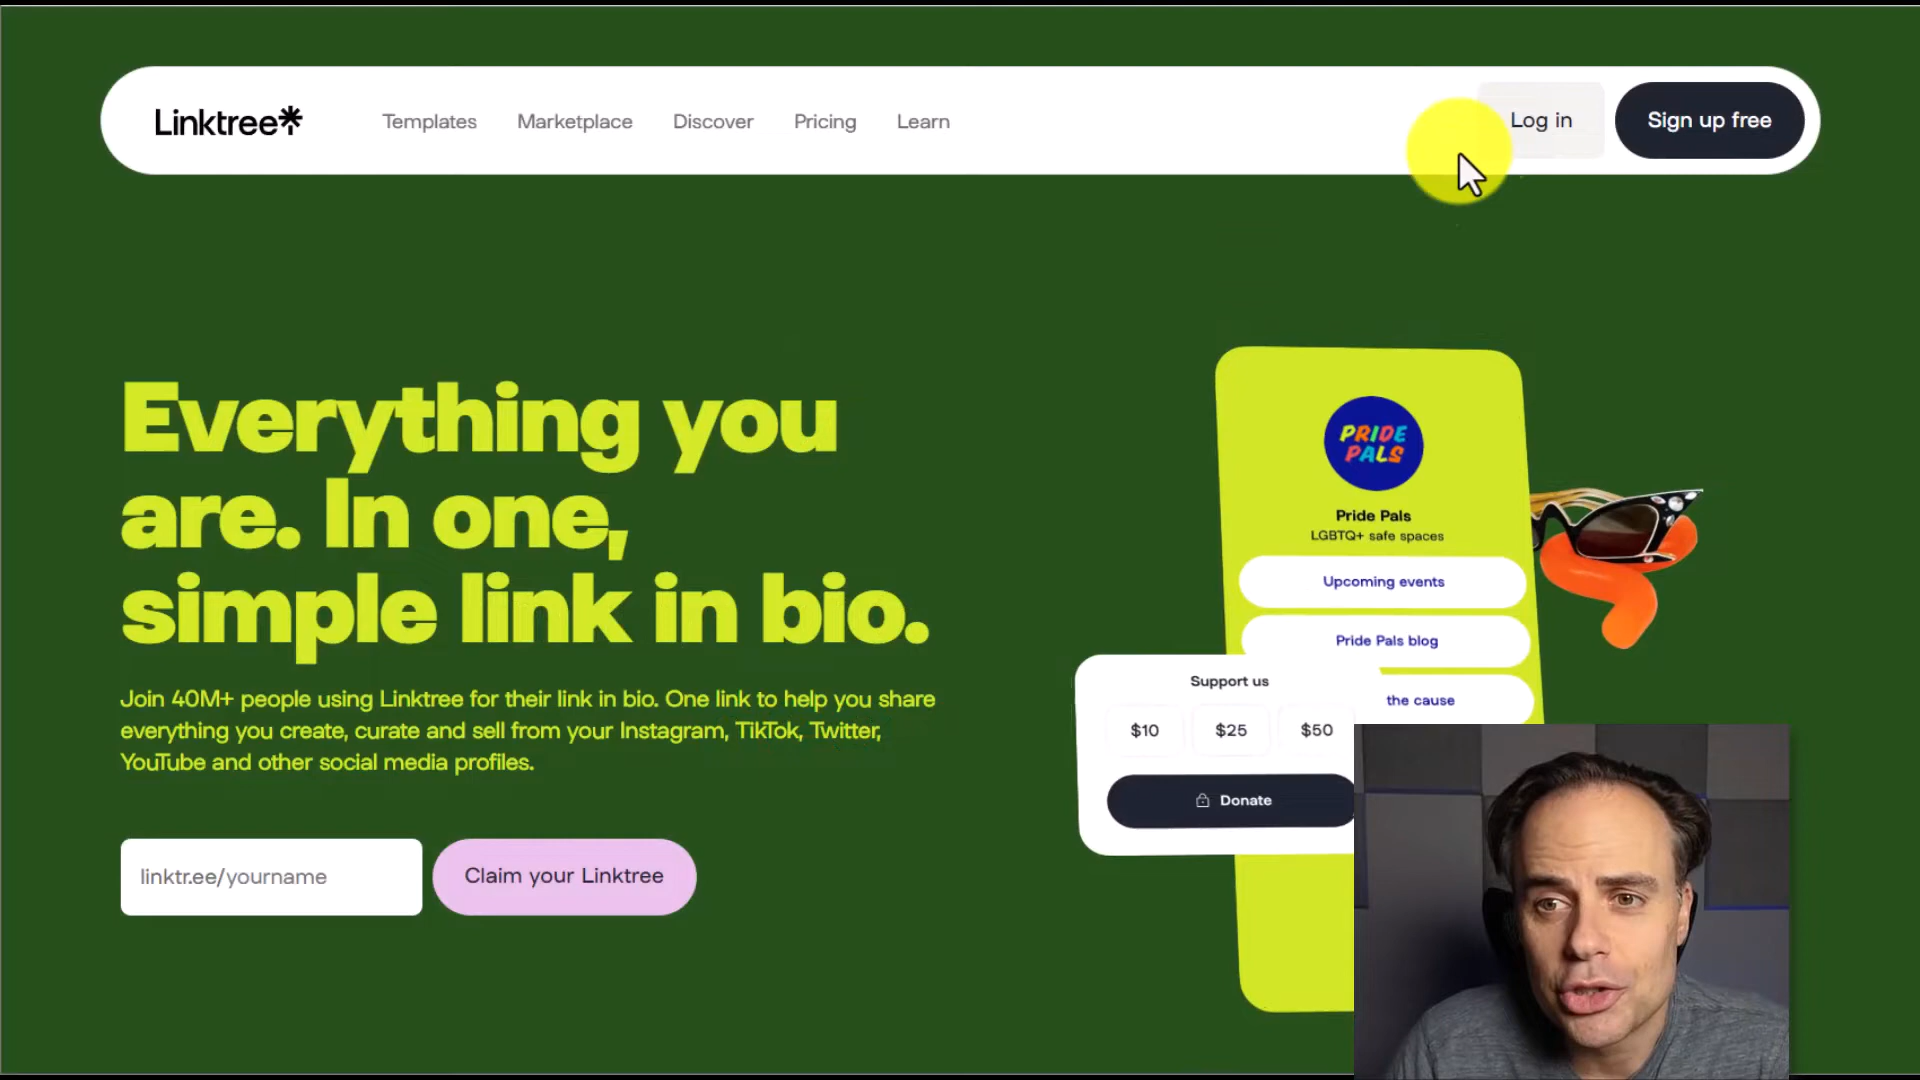 Linktree
Templates
Marketplace
Discover
Pricing
Learn
Log in
Sign up free
Everything you
are. In one,
simple link in bio.
Join 40M+ people using Linktree for their link in bio. One link to help you share
everything you create, curate and sell from your Instagram, TikTok, Twitter,
YouTube and other social media profiles.
linktr.ee/yourname
Claim your Linktree
PRIDE
PALS
Pride Pals
LGBTQ+ safe spaces
Upcoming events
Pride Pals blog
the cause
Support us
$10
$25
$50
Donate